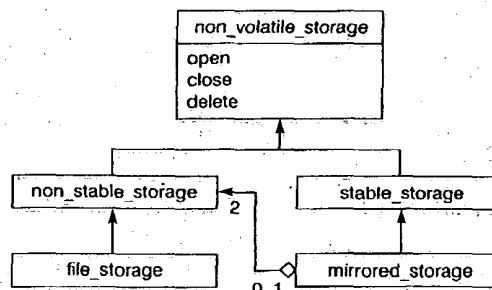 non_volatile_storage
open
close
delete
non_stable_storage
stable_storage
2
file_storage
mirrored_storage
0..1